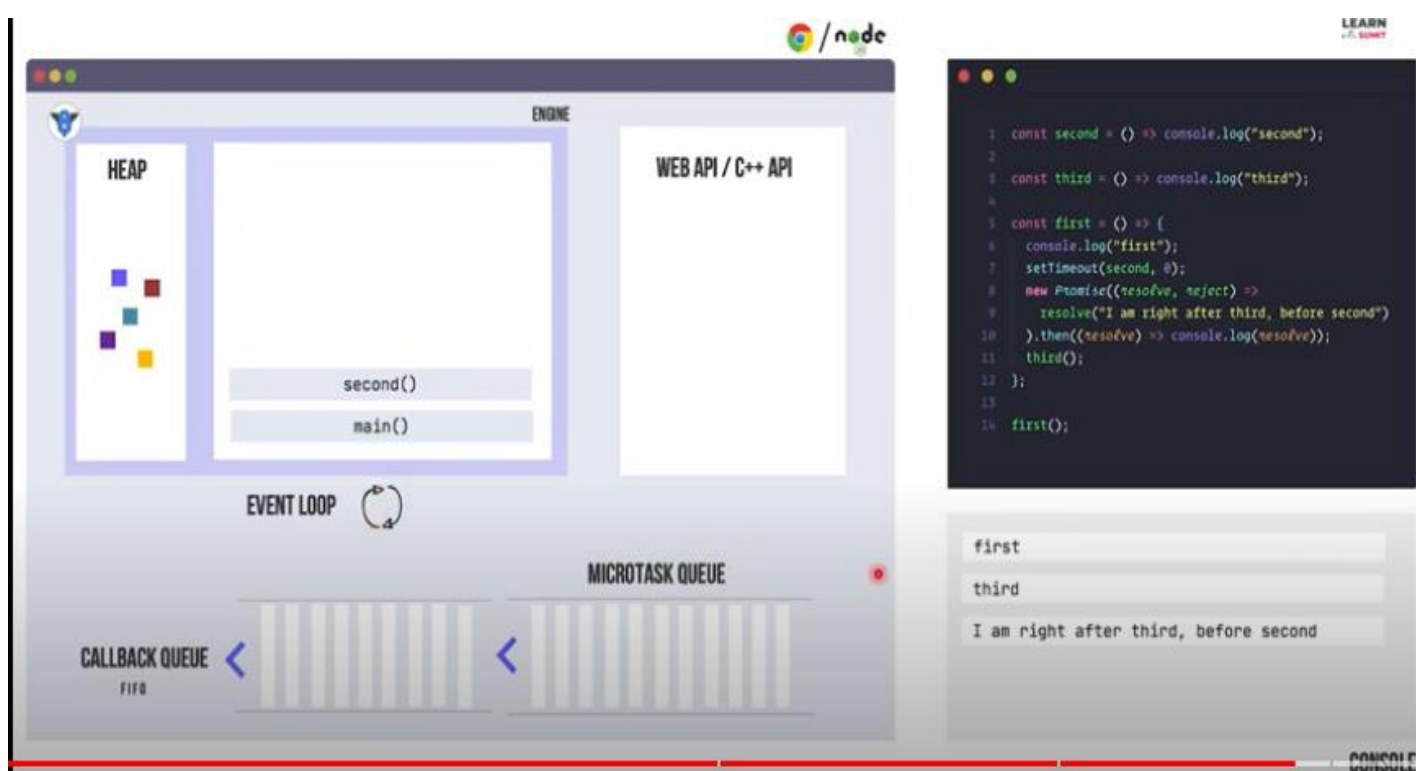 / node
LEARN
with SUMIT
ENGINE
HEAP
WEB API / C++ API
second()
main()
EVENT LOOP
MICROTASK QUEUE
CALLBACK QUEUE
FIFO
1 const second = () => console.log("second");
2
3 const third = () => console.log("third");
4
5 const first = () => {
6 console.log("first");
7 setTimeout(second, 0);
8 new Promise((resolve, reject) =>
9 resolve("I am right after third, before second")
10 ).then((resolve) => console.log(resolve));
11 third();
12 };
13
14 first();
first
third
I am right after third, before second
CONSOLE